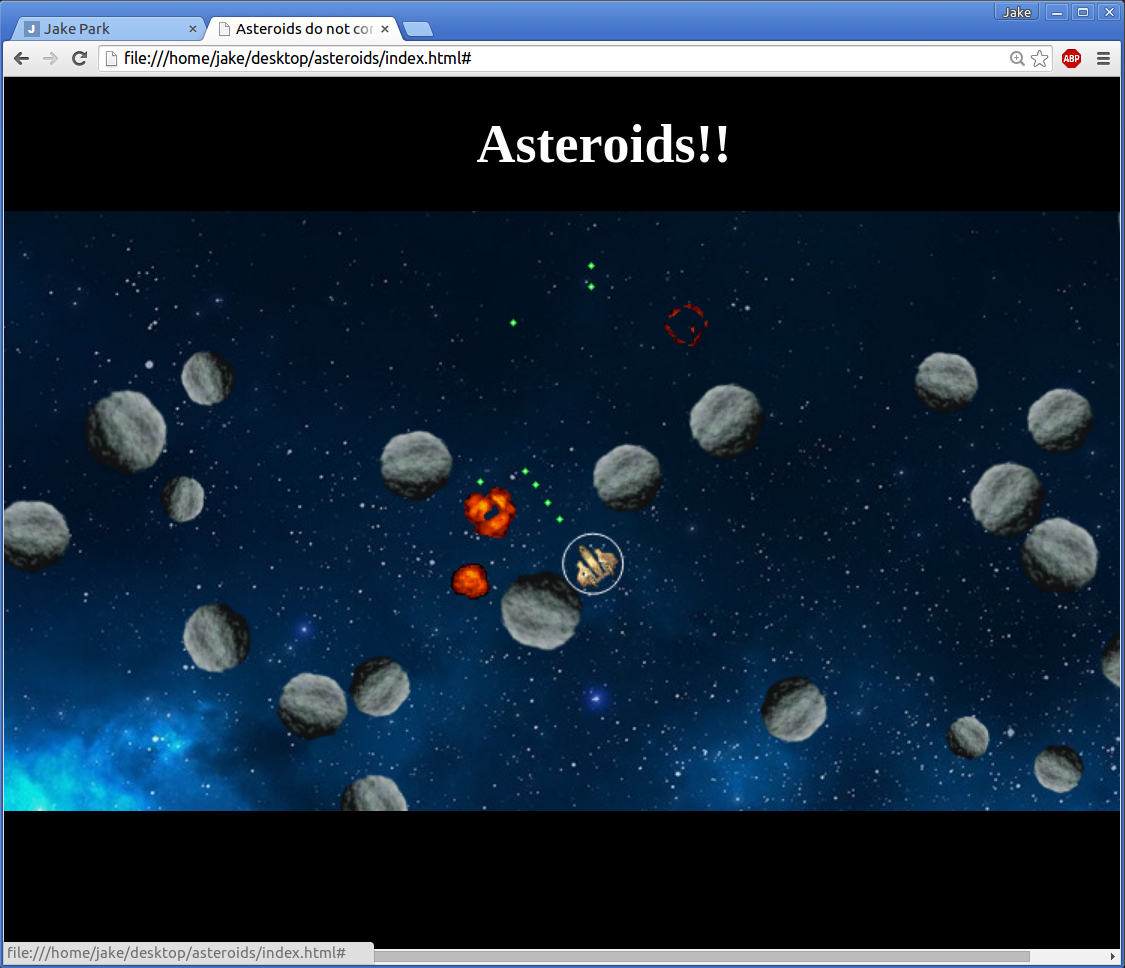 Jake
J Jake Park
Asteroids do not cor
file:///home/jake/desktop/asteroids/index.html#
ABP
Asteroids!!
file:///home/jake/desktop/asteroids/index.html#